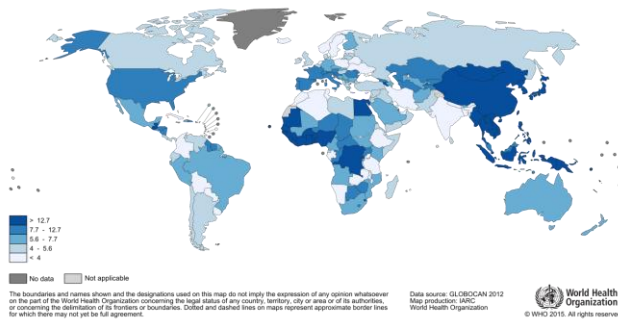 > 12.7
7.7 - 12.7
5.6 - 7.7
4 - 5.6
< 4
No data
Not applicable
The boundaries and names shown and the designations used on this map do not imply the expression of any opinion whatsoever
on the part of the World Health Organization concerning the legal status of any country, territory, city or area or of its authorities,
or concerning the delimitation of its frontiers or boundaries. Dotted and dashed lines on maps represent approximate border lines
for which there may not yet be full agreement.
Data source: GLOBOCAN 2012
Map production: IARC
World Health Organization
World Health
Organization
© WHO 2015. All rights reserved.